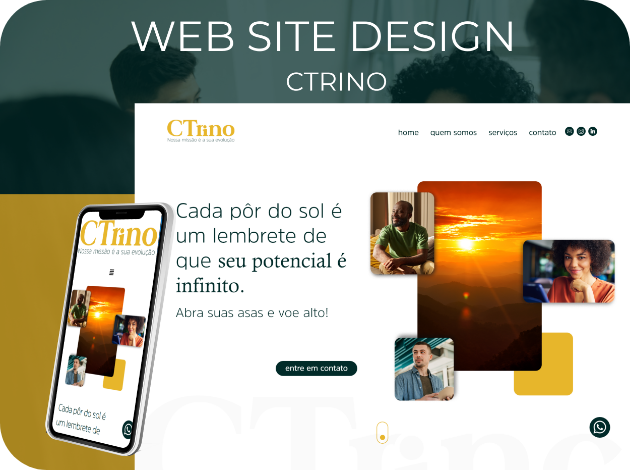 WEB SITE DESIGN
CTRINO
CTrino
Nossa missão é a sua evolução
home quem somos serviços contato
Cada pôr do sol é
um lembrete de
que seu potencial é
infinito.
Abra suas asas e voe alto!
entre em contato
CTrino
Nossa missão é a sua evolução
Cada pôr do sol é
um lembrete de
CTrino